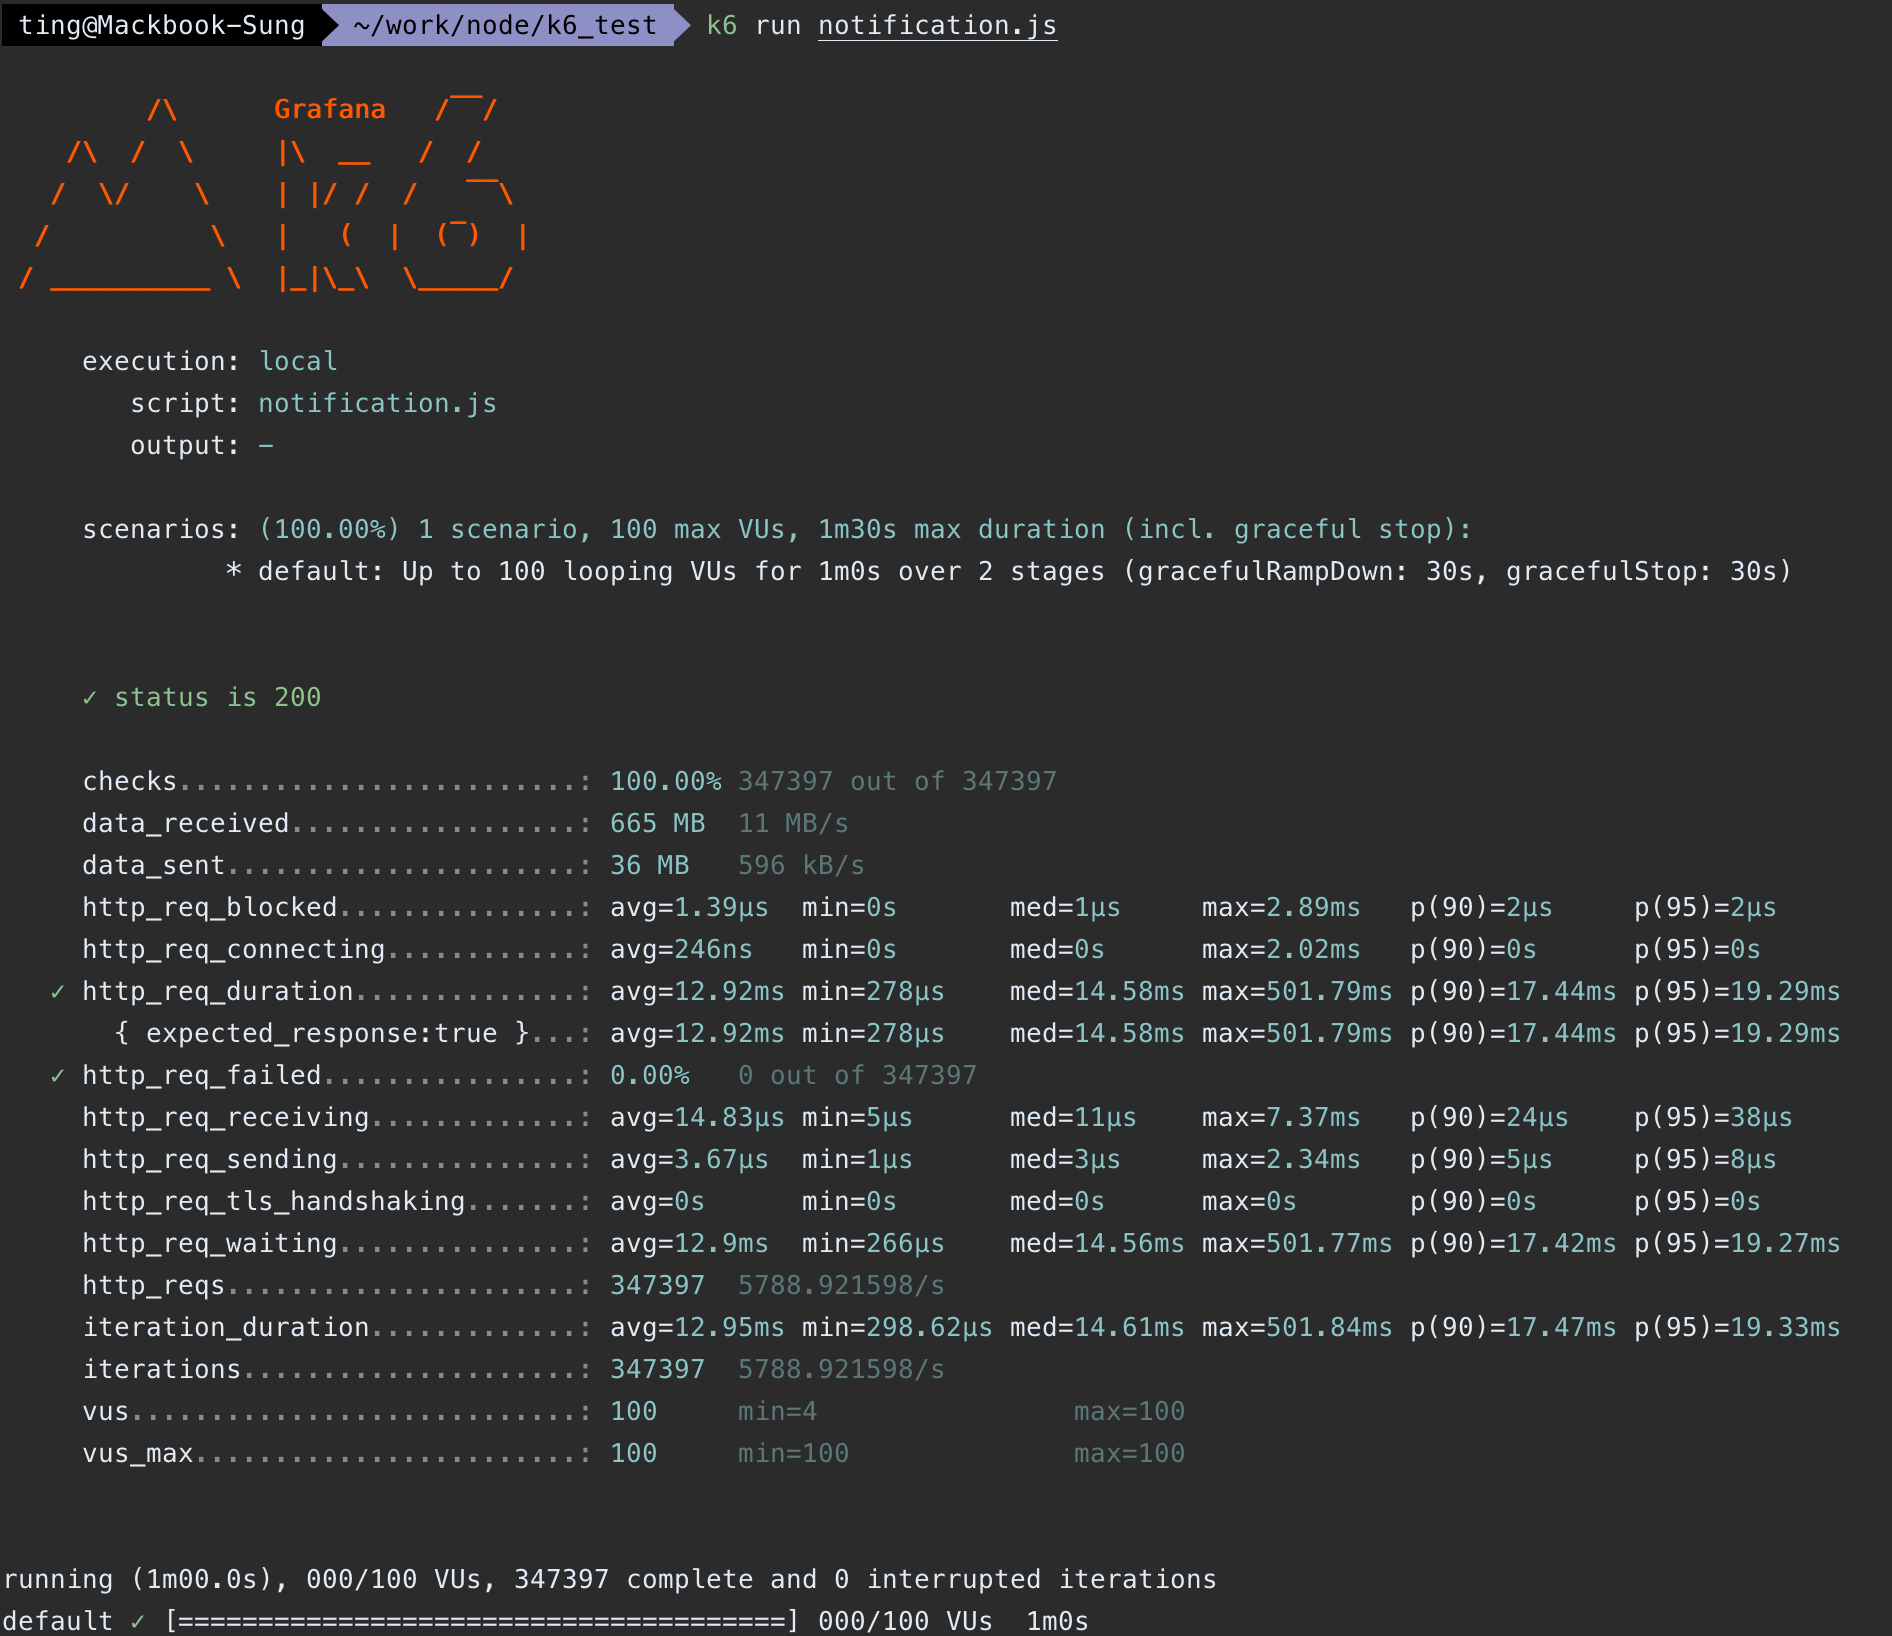 ting@Mackbook-Sung ~/work/node/k6_test k6 run notification.js
Grafana
execution: local
script: notification.js
output: -
scenarios: (100.00%) 1 scenario, 100 max VUs, 1m30s max duration (incl. graceful stop):
* default: Up to 100 looping VUs for 1m0s over 2 stages (gracefulRampDown: 30s, gracefulStop: 30s)
✓ status is 200
checks.........................: 100.00% 347397 out of 347397
data_received..................: 665 MB 11 MB/s
data_sent......................: 36 MB 596 kB/s
http_req_blocked...............: avg=1.39µs min=0s med=1µs max=2.89ms p(90)=2µs p(95)=2µs
http_req_connecting............: avg=246ns min=0s med=0s max=2.02ms p(90)=0s p(95)=0s
✓ http_req_duration..............: avg=12.92ms min=278µs med=14.58ms max=501.79ms p(90)=17.44ms p(95)=19.29ms
{ expected_response:true }...: avg=12.92ms min=278µs med=14.58ms max=501.79ms p(90)=17.44ms p(95)=19.29ms
✓ http_req_failed................: 0.00% 0 out of 347397
http_req_receiving.............: avg=14.83µs min=5µs med=11µs max=7.37ms p(90)=24µs p(95)=38µs
http_req_sending...............: avg=3.67µs min=1µs med=3µs max=2.34ms p(90)=5µs p(95)=8µs
http_req_tls_handshaking.......: avg=0s min=0s med=0s max=0s p(90)=0s p(95)=0s
http_req_waiting...............: avg=12.9ms min=266µs med=14.56ms max=501.77ms p(90)=17.42ms p(95)=19.27ms
http_reqs......................: 347397 5788.921598/s
iteration_duration.............: avg=12.95ms min=298.62µs med=14.61ms max=501.84ms p(90)=17.47ms p(95)=19.33ms
iterations.....................: 347397 5788.921598/s
vus............................: 100 min=4 max=100
vus_max........................: 100 min=100 max=100
running (1m00.0s), 000/100 VUs, 347397 complete and 0 interrupted iterations
default ✓ [======================================] 000/100 VUs 1m0s